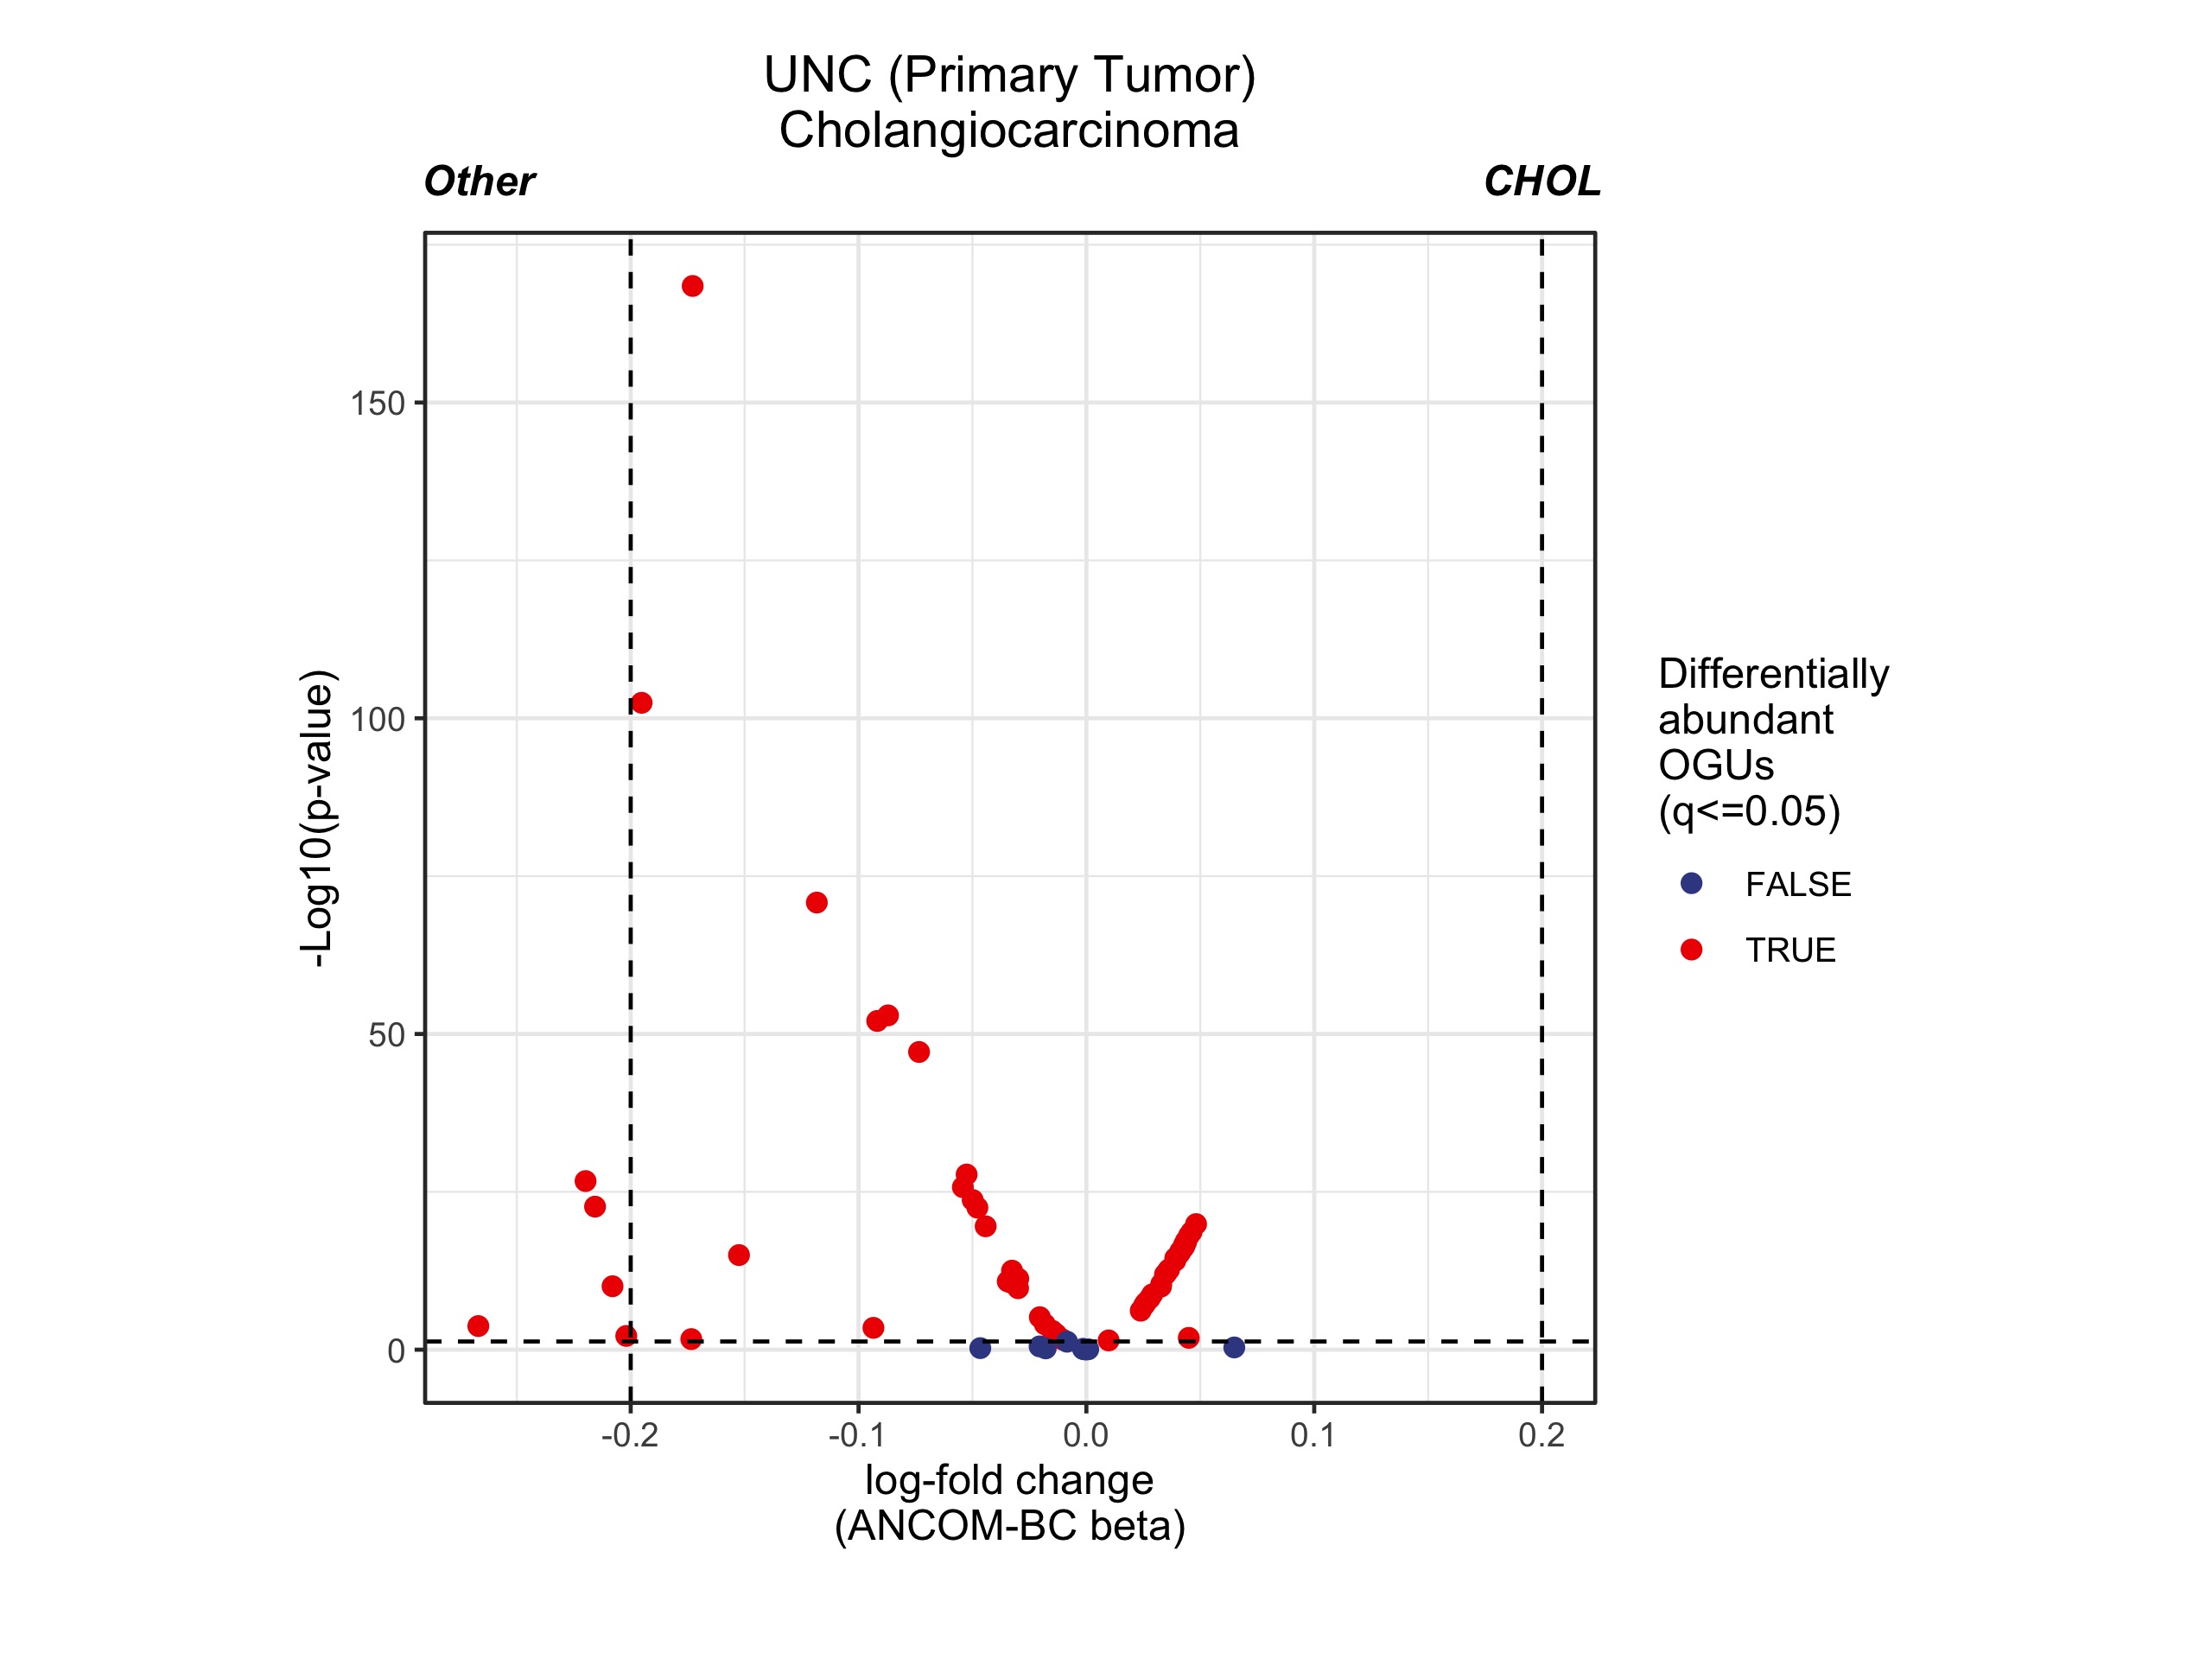 UNC (Primary Tumor)
Cholangiocarcinoma
Other
CHOL
150
100
50
0
-Log10(p-value)
-0.2
-0.1
0.0
0.1
0.2
log-fold change
(ANCOM-BC beta)
Differentially
abundant
OGUs
(q<=0.05)
FALSE
TRUE